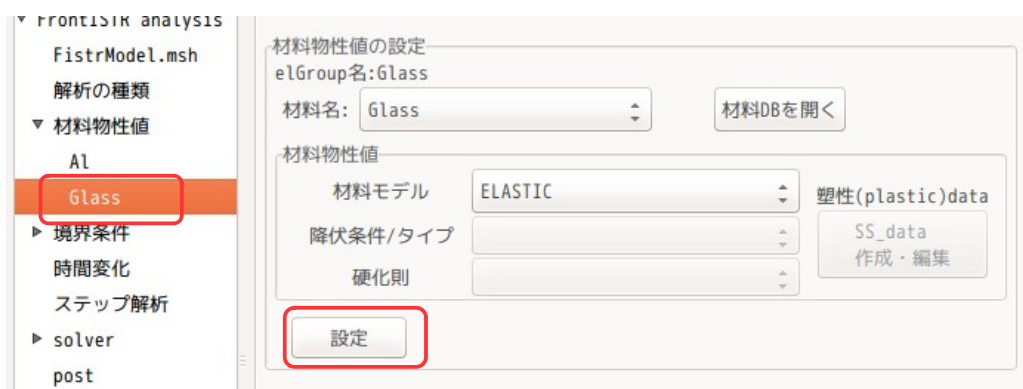 FrontISTR analysis
FistrModel.msh
解析の種類
材料物性値
Al
Glass
境界条件
時間変化
ステップ解析
solver
post
材料物性値の設定
elGroup名:Glass
材料名: Glass 材料DBを開く
材料物性値
材料モデル ELASTIC 塑性(plastic)data
降伏条件/タイプ SS_data
作成・編集
硬化則
設定